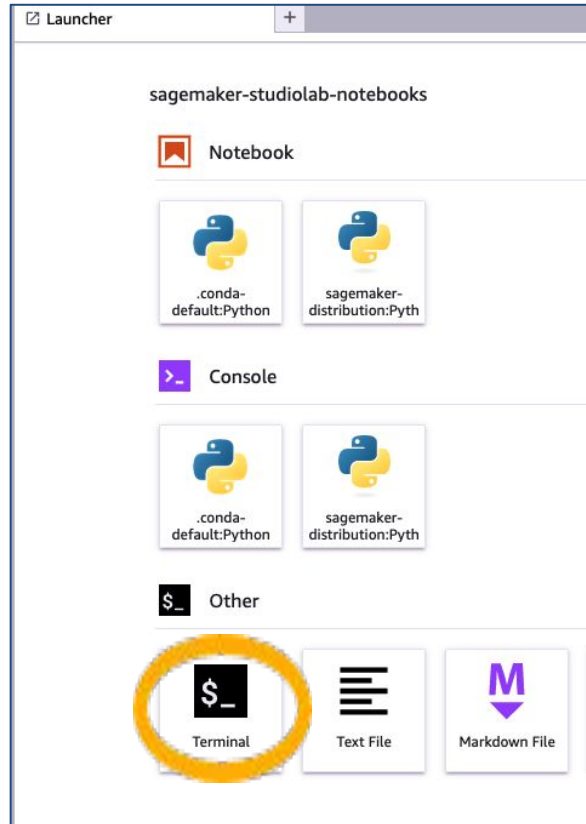 Launcher
+
sagemaker-studiolab-notebooks
Notebook
.conda-
default:Python
sagemaker-
distribution:Pyth
>_ Console
.conda-
default:Python
sagemaker-
distribution:Pyth
$_ Other
$_
Terminal
Text File
M
Markdown File